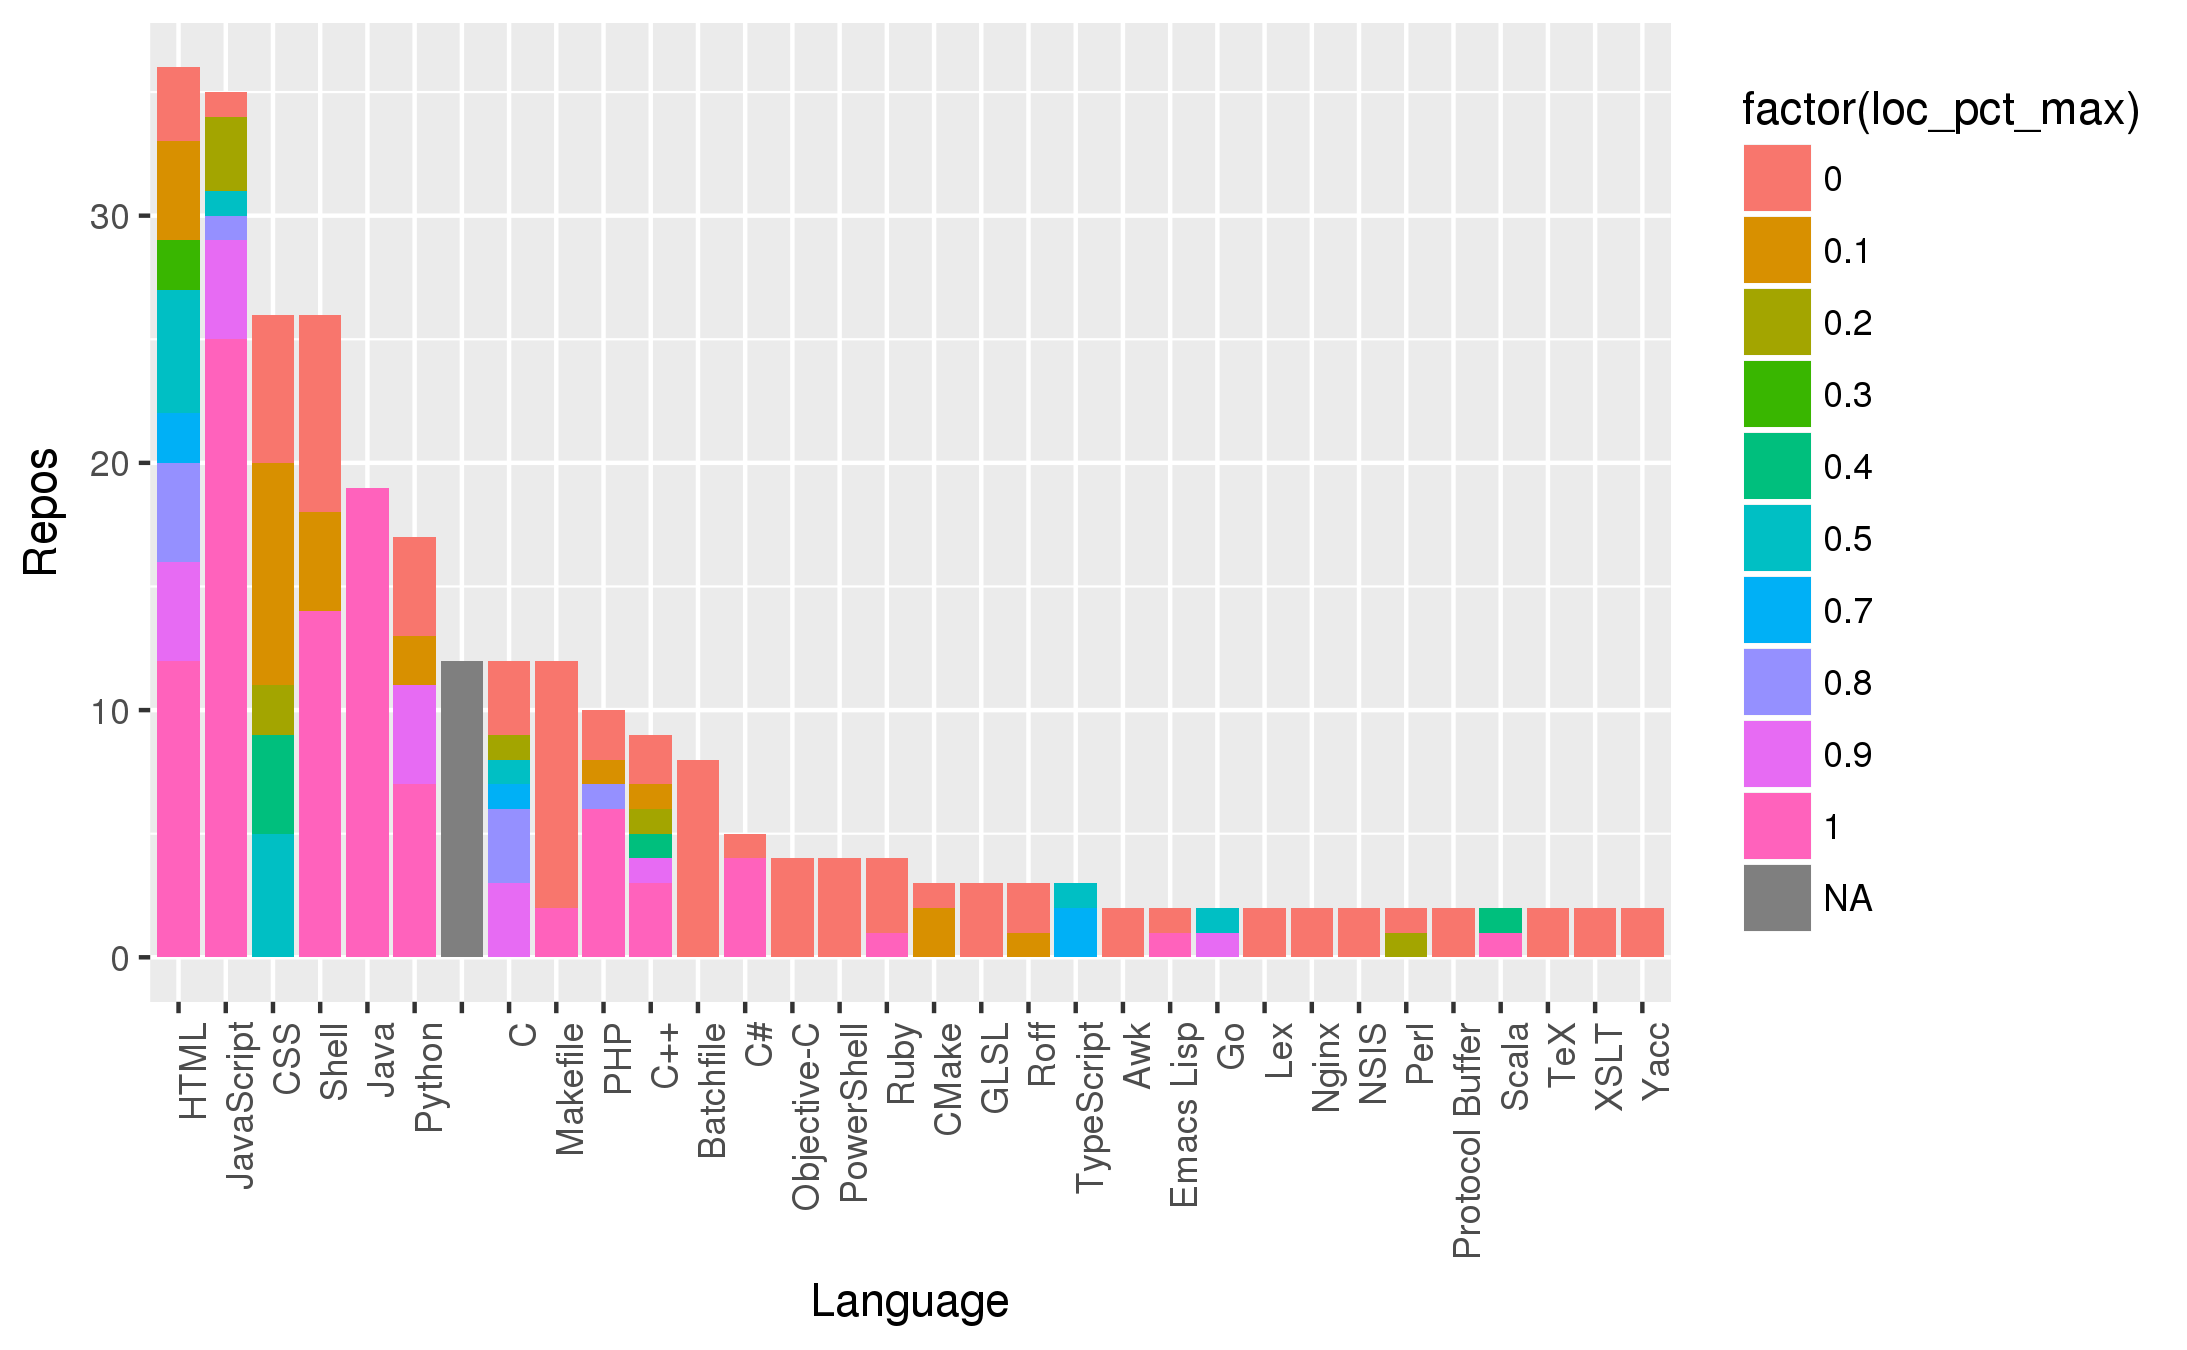 Repos
30
20
10
0
HTML
JavaScript
CSS
Shell
Java
Python
C
Makefile
PHP
C++
Batchfile
C#
Objective-C
PowerShell
Ruby
CMake
GLSL
Roff
TypeScript
Awk
Emacs Lisp
Go
Lex
Nginx
NSIS
Perl
Protocol Buffer
Scala
TeX
XSLT
Yacc
Language
factor(loc_pct_max)
0
0.1
0.2
0.3
0.4
0.5
0.7
0.8
0.9
1
NA